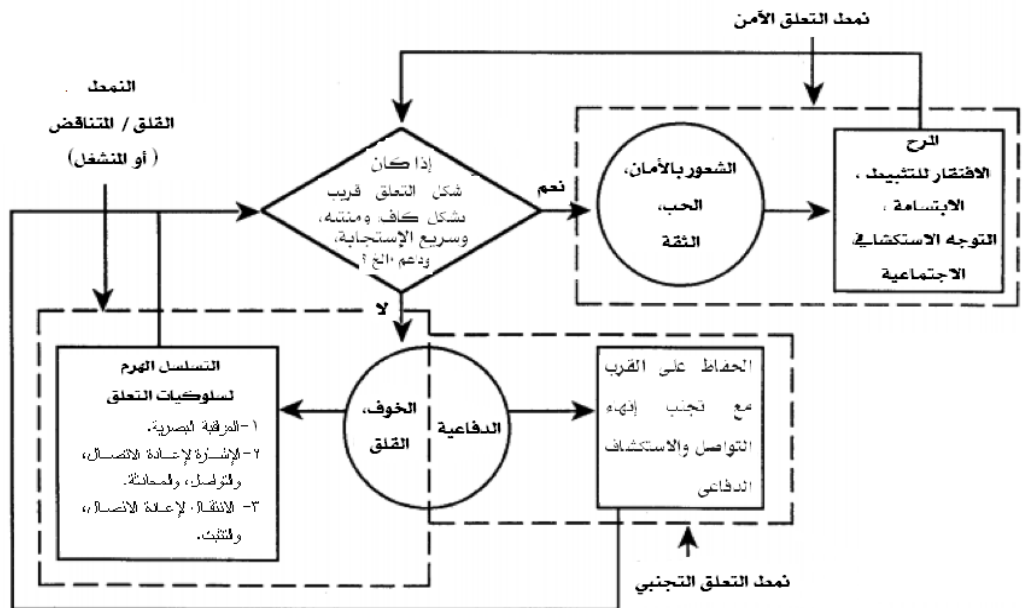 نمط التعلق الآمن
النمط
القلق / المتناقض
(أو المنشغل)
إذا كان
شكل التعلق قريب
بشكل كاف، ومنتبه،
وسريع الإستجابة،
وداعم ..الخ ؟
نعم
لا
الشعور بالأمان،
الحب،
الثقة
المرح
الافتقار للتثبيط ،
الابتسامة ،
التوجه الاستكشافي
الاجتماعية
التسلسل الهرم
لسلوكيات التعلق
١-المراقبة البصرية.
٢-الإشارة لإعادة الاتصال،
والتواصل، والمحادثة.
٣- الانتقال لإعادة الاتصال،
والتثبت.
الخوف،
القلق
الدفاعية
الحفاظ على القرب
مع تجنب إنهاء
التواصل والاستكشاف
الدفاعى
نمط التعلق التجنبي